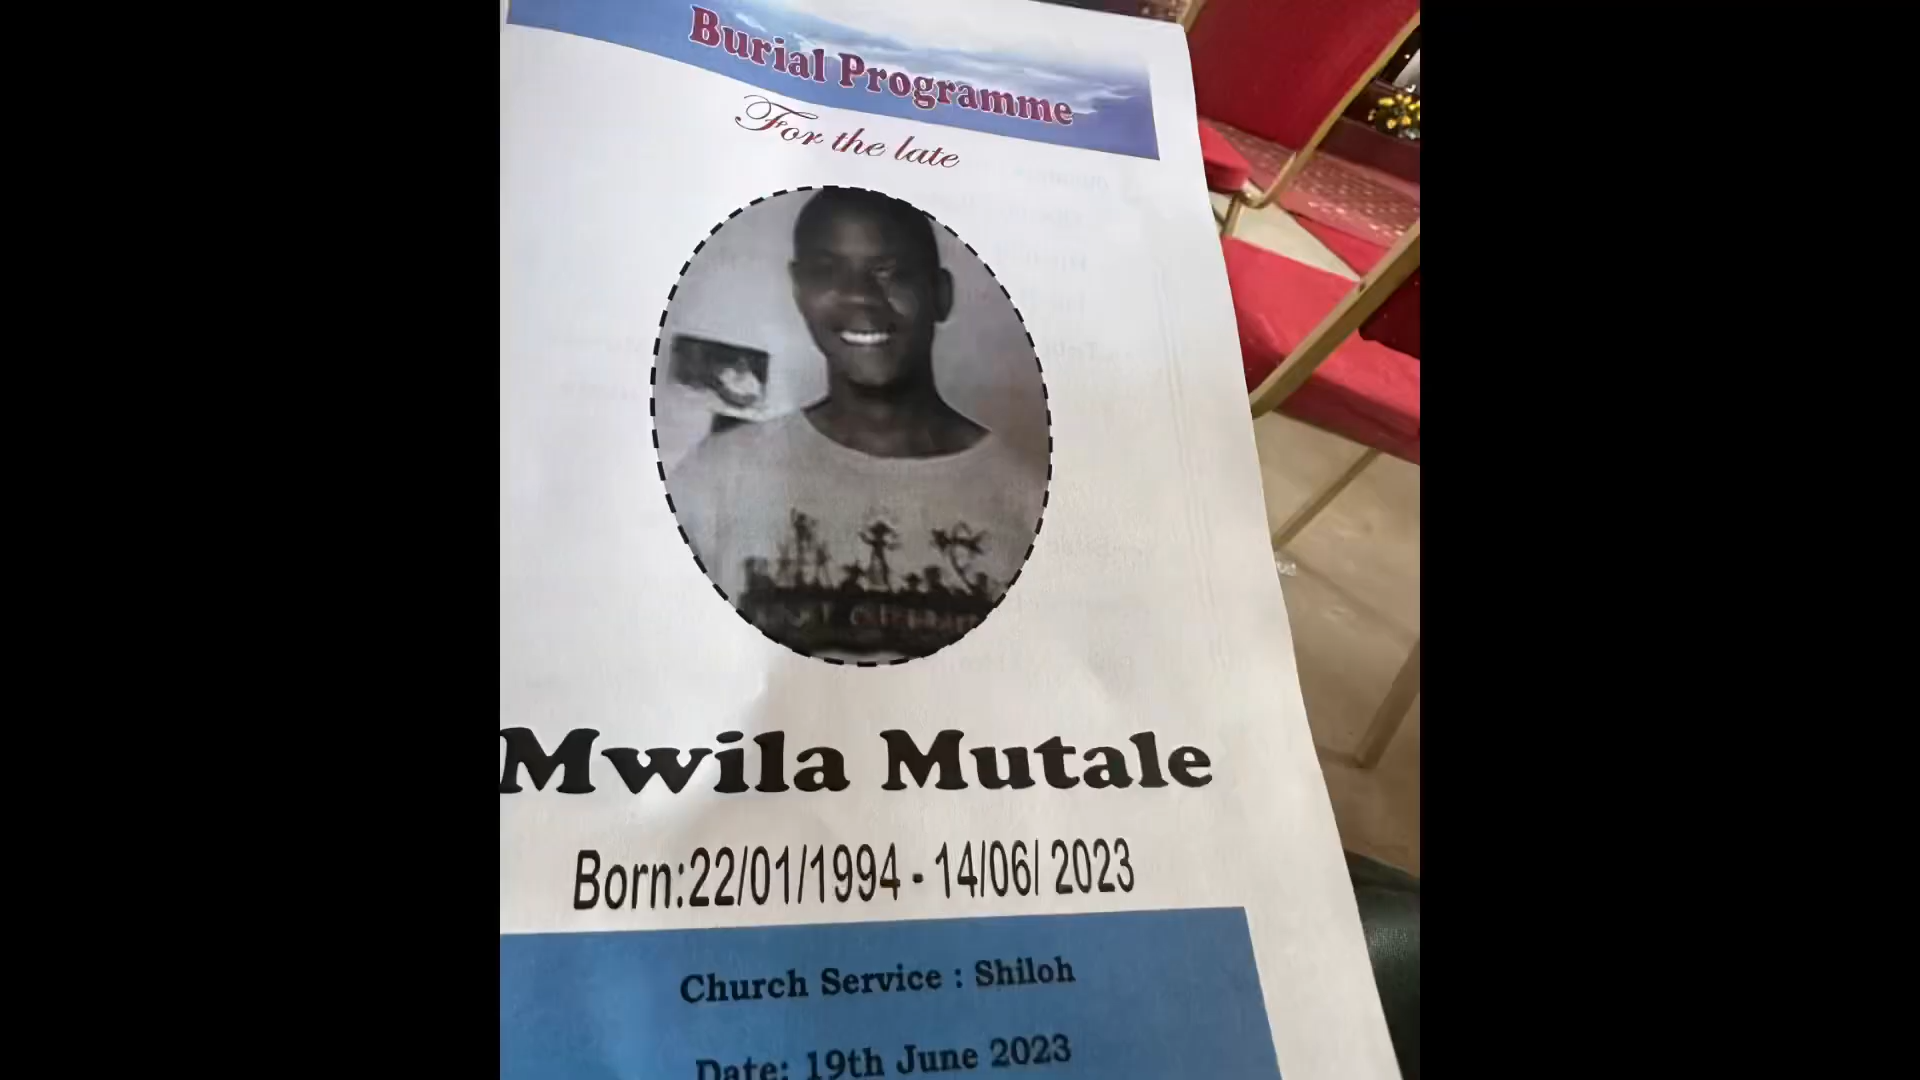 Burial Programme
For the late
Mwila Mutale
Born:22/01/1994 - 14/06/ 2023
Church Service : Shiloh
Date: 19th June 2023